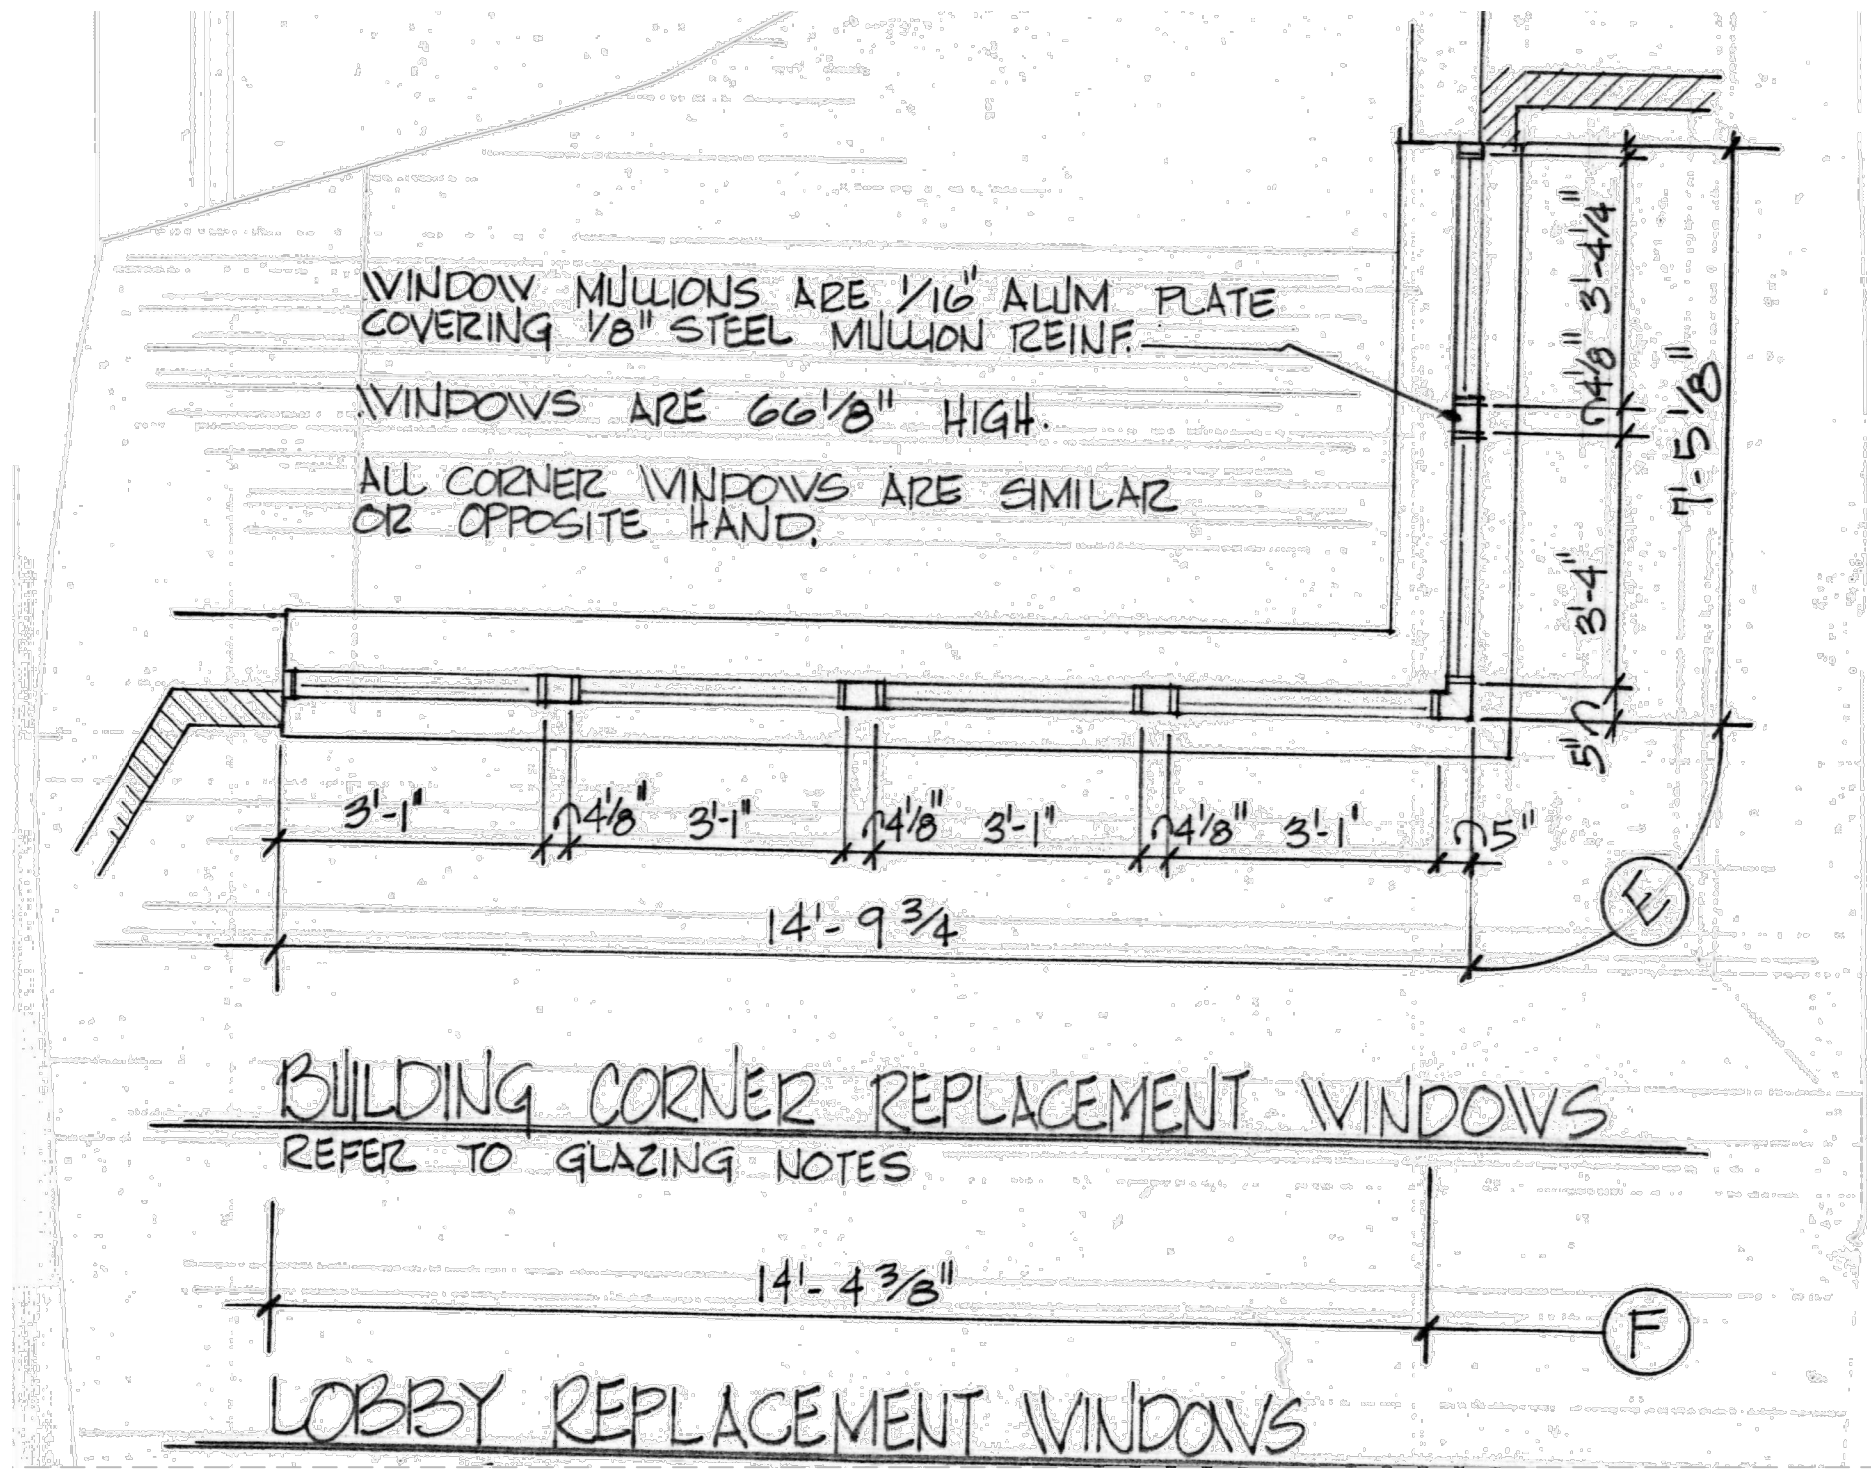 WINDOW MULLIONS ARE 1/16" ALUM PLATE
COVERING 1/8" STEEL MULLION REINF.
WINDOWS ARE 66 1/8" HIGH.
ALL CORNER WINDOWS ARE SIMILAR
OR OPPOSITE HAND.
3'-4 1/4"
4 1/8"
7'-5 1/8"
3'-4"
5"
3'-1" 4 1/8" 3'-1" 4 1/8" 3'-1" 4 1/8" 3'-1' 5"
14'-9 3/4
E
BUILDING CORNER REPLACEMENT WINDOWS
REFER TO GLAZING NOTES
14'-4 3/8"
F
LOBBY REPLACEMENT WINDOWS